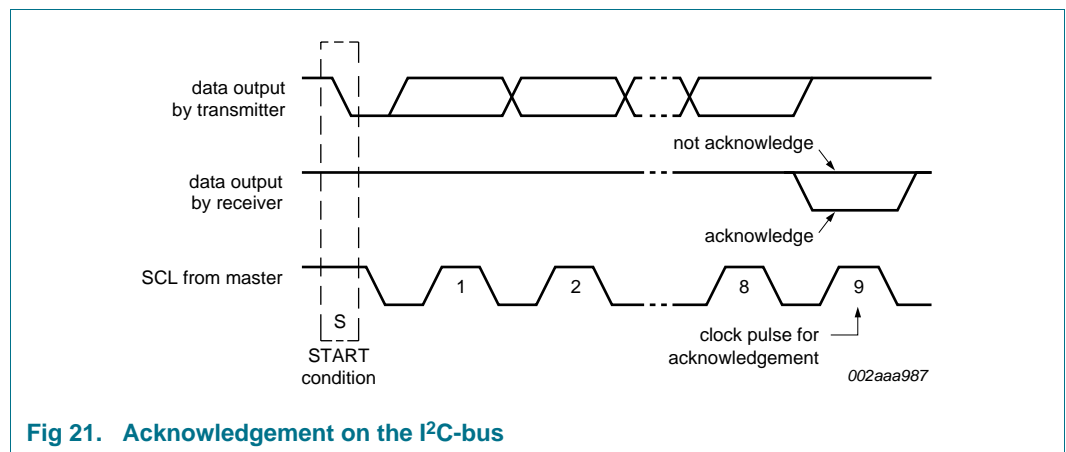 data output
by transmitter
not acknowledge
data output
by receiver
acknowledge
SCL from master
1
2
8
9
S
START
condition
clock pulse for
acknowledgement
002aaa987
Fig 21. Acknowledgement on the I²C-bus